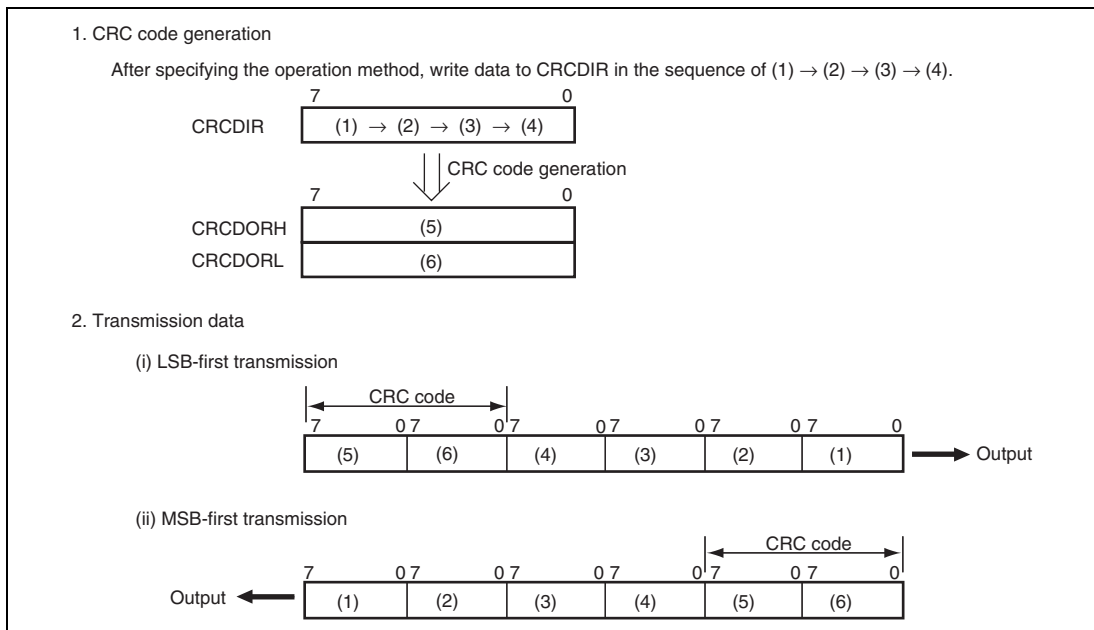 1. CRC code generation
After specifying the operation method, write data to CRCDIR in the sequence of (1) → (2) → (3) → (4).
7 0
CRCDIR (1) → (2) → (3) → (4)
CRC code generation
7 0
CRCDORH (5)
CRCDORL (6)
2. Transmission data
(i) LSB-first transmission
CRC code
7 0 7 0 7 0 7 0 7 0 7 0
(5) (6) (4) (3) (2) (1) Output
(ii) MSB-first transmission
CRC code
7 0 7 0 7 0 7 0 7 0 7 0
Output (1) (2) (3) (4) (5) (6)